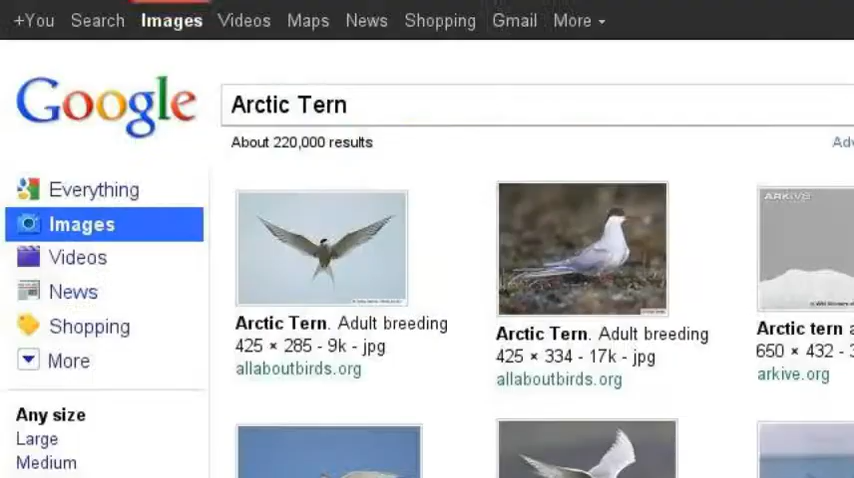 +You Search Images Videos Maps News Shopping Gmail More
Google
Arctic Tern
About 220,000 results
Everything
Images
Videos
News
Shopping
More
Any size
Large
Medium
Arctic Tern. Adult breeding
425 × 285 - 9k - jpg
allaboutbirds.org
Arctic Tern. Adult breeding
425 × 334 - 17k - jpg
allaboutbirds.org
ARKIVE
Arctic tern a
650 × 432 - 3
arkive.org